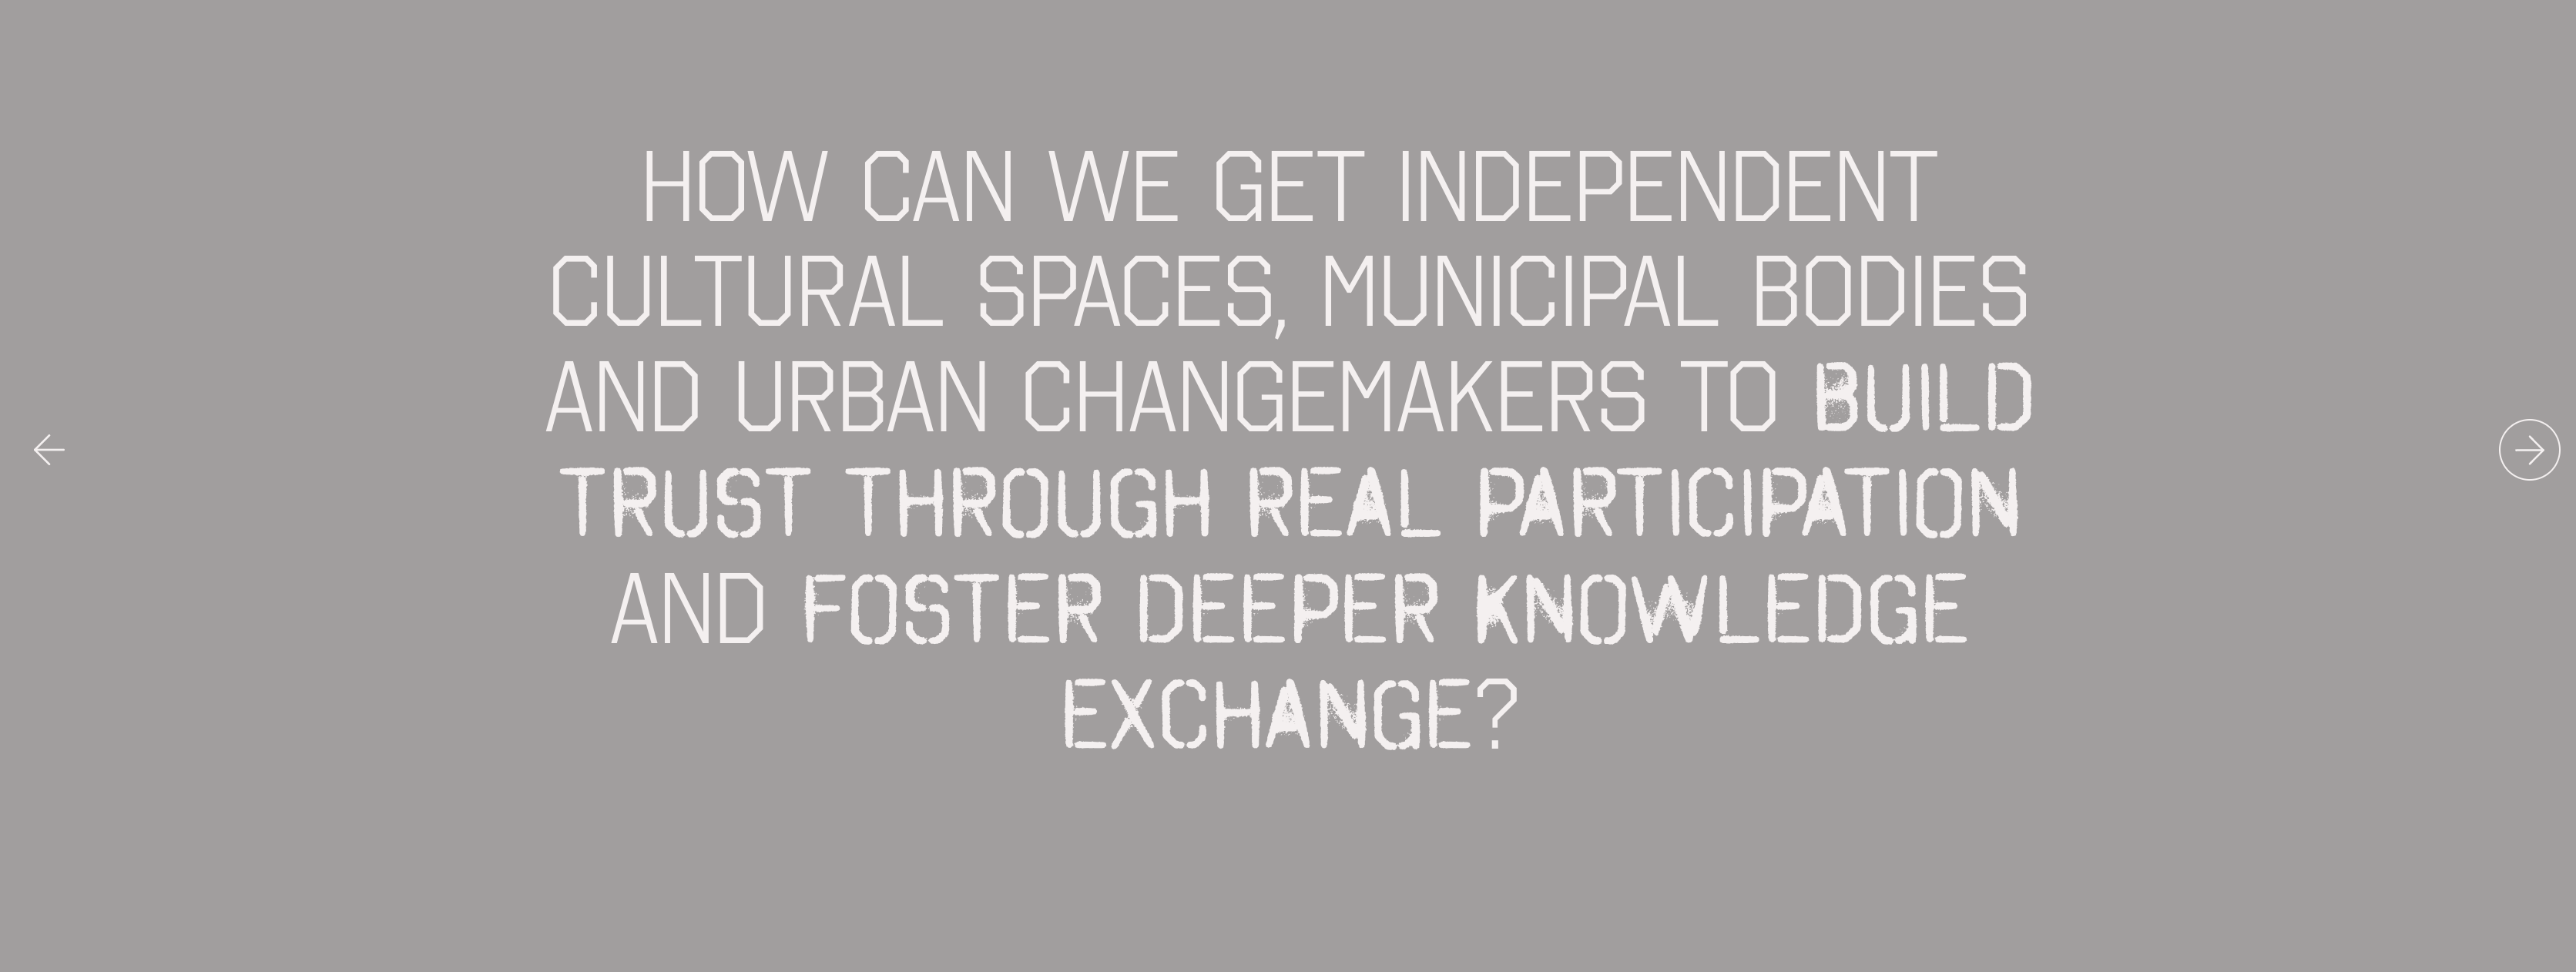 HOW CAN WE GET INDEPENDENT
CULTURAL SPACES, MUNICIPAL BODIES
AND URBAN CHANGEMAKERS TO BUILD
TRUST THROUGH REAL PARTICIPATION
AND FOSTER DEEPER KNOWLEDGE
EXCHANGE?